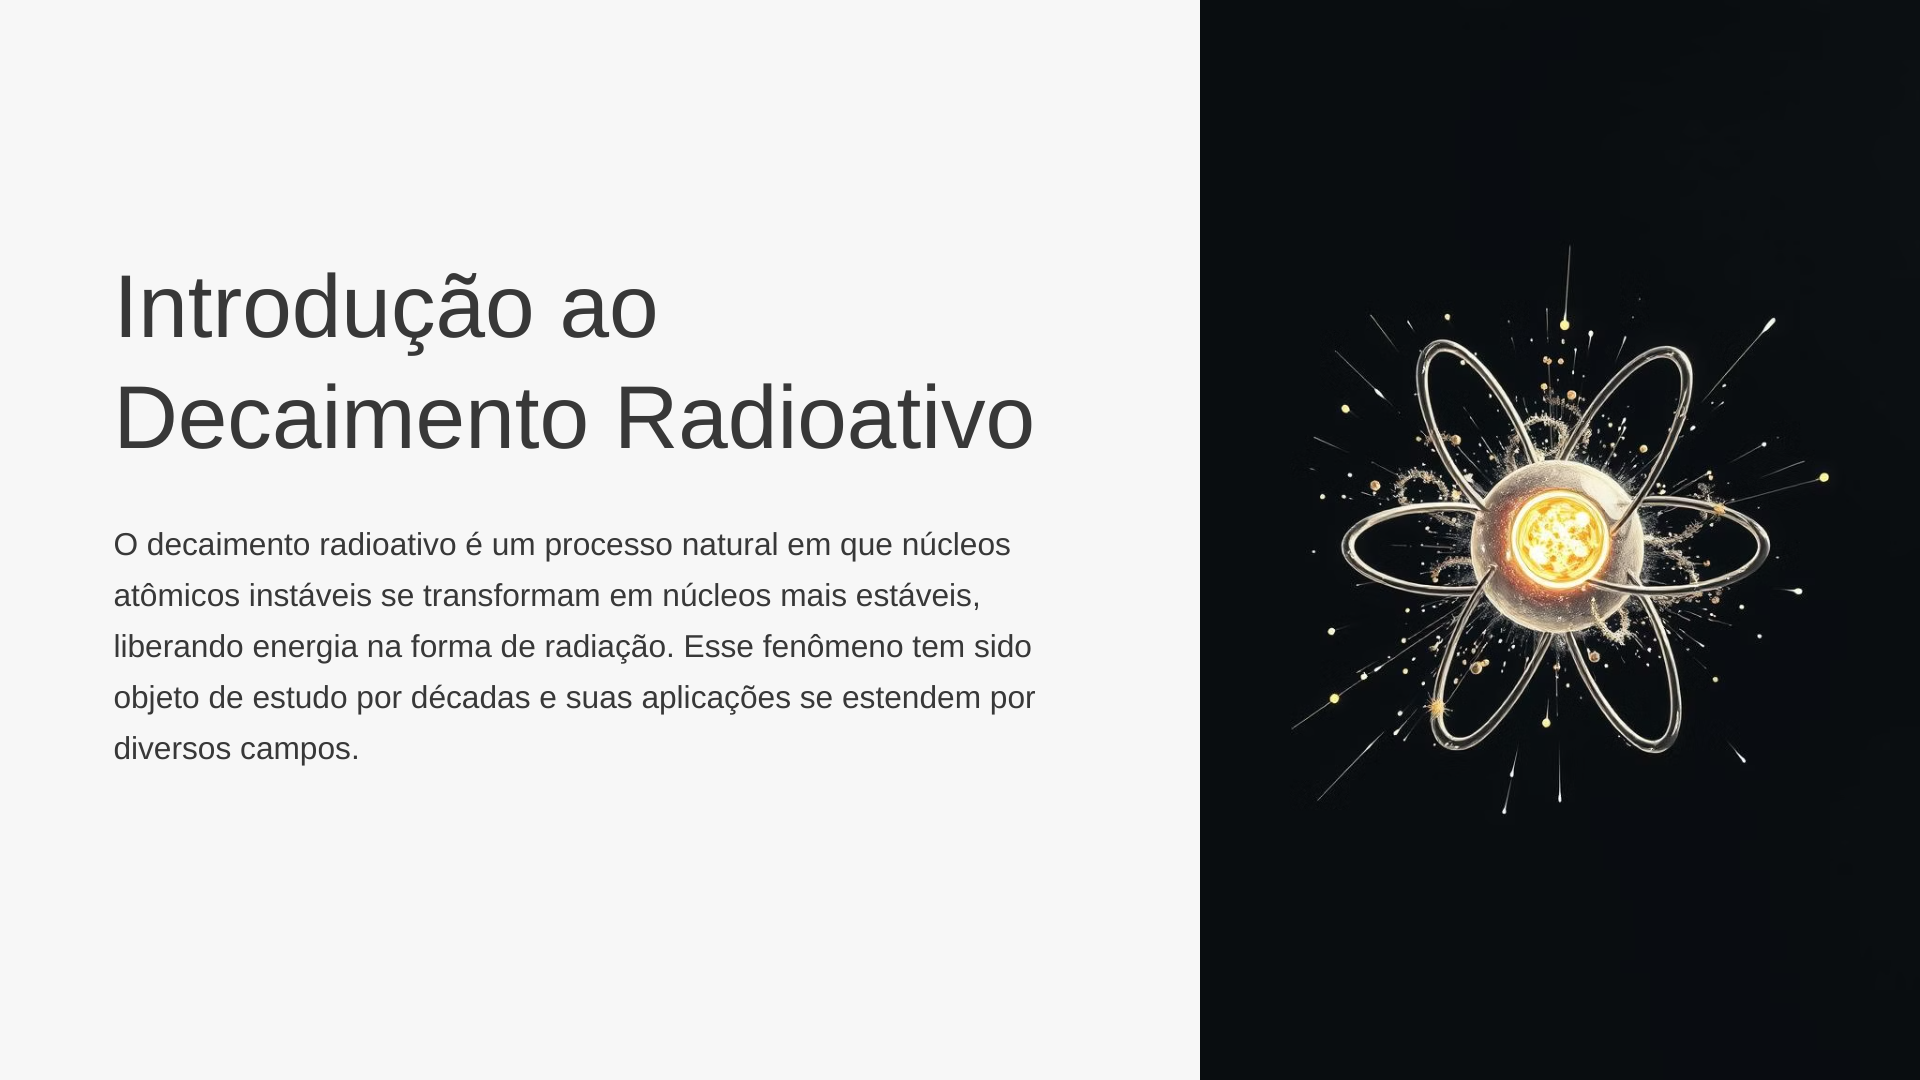 Introdução ao
Decaimento Radioativo
O decaimento radioativo é um processo natural em que núcleos
atômicos instáveis se transformam em núcleos mais estáveis,
liberando energia na forma de radiação. Esse fenômeno tem sido
objeto de estudo por décadas e suas aplicações se estendem por
diversos campos.